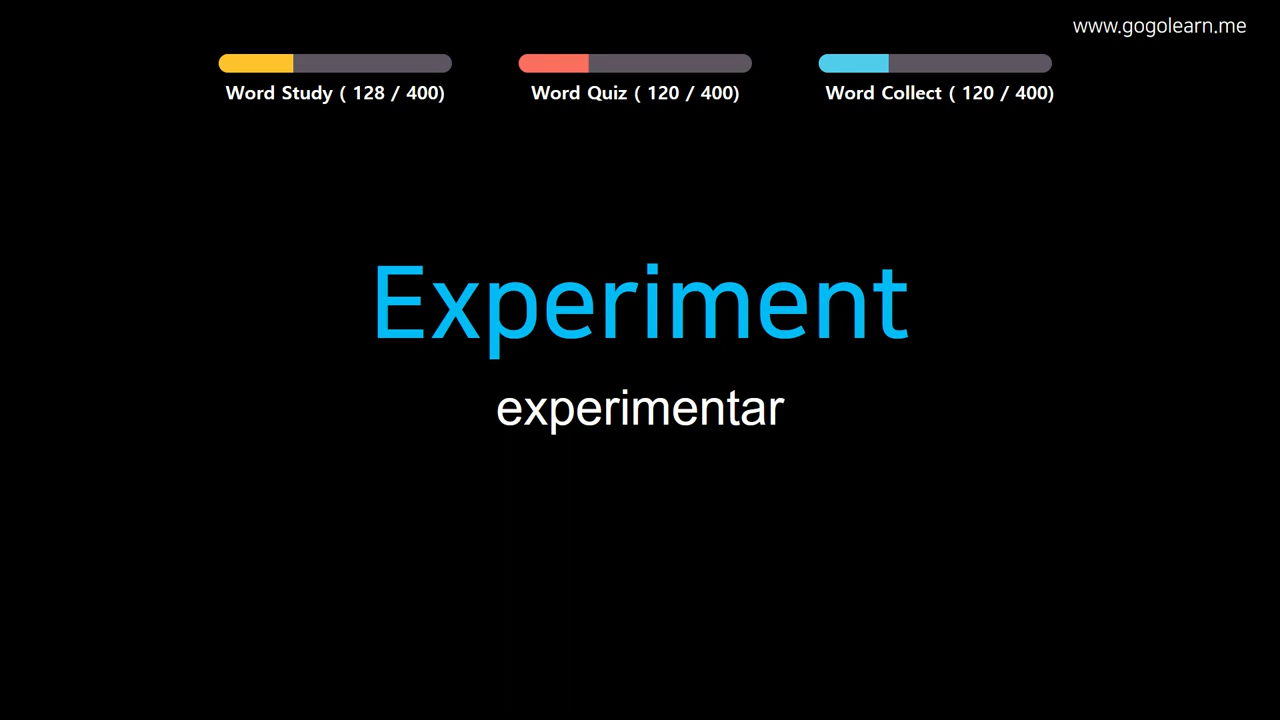 www.gogolearn.me
Word Study ( 128 / 400)
Word Quiz ( 120 / 400)
Word Collect ( 120 / 400)
Experiment
experimentar